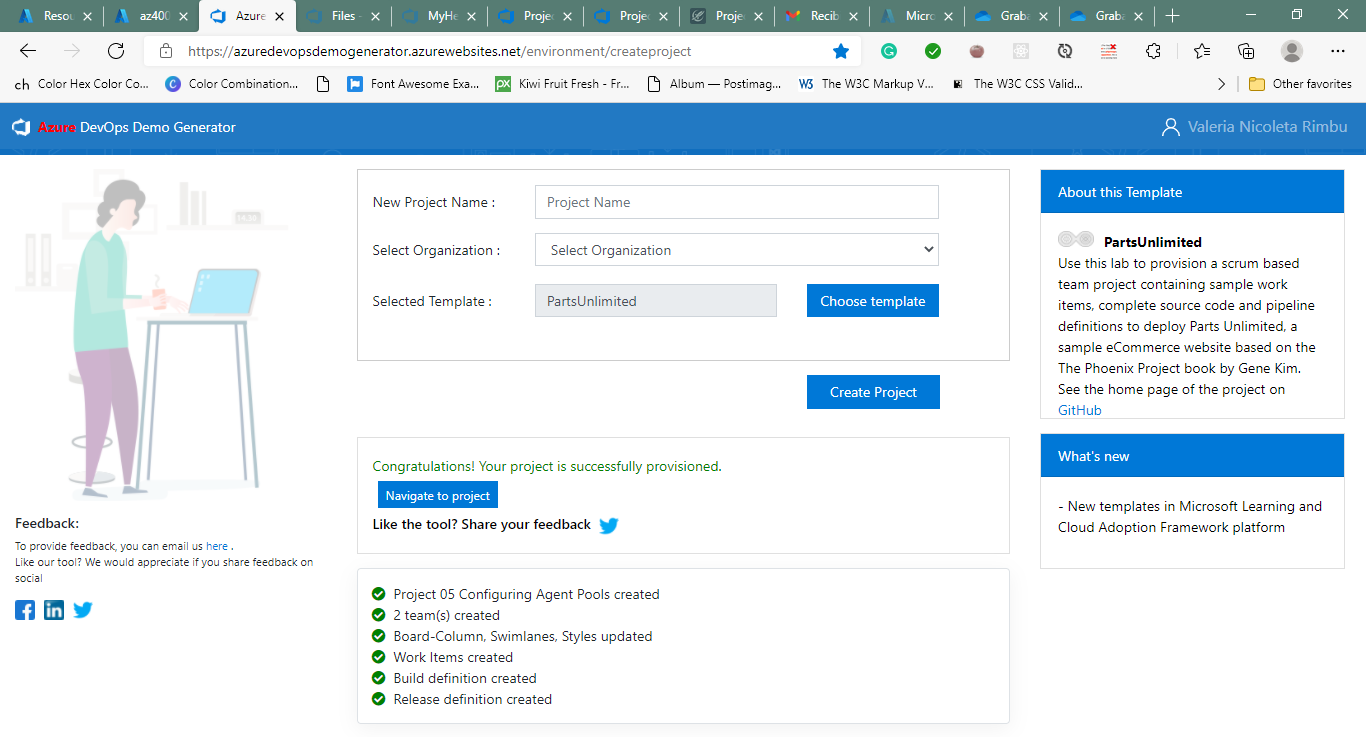 Resou
az400
Azure
Files -
MyHe
Proje
Proje
Proje
Recib
Micro
Graba
Graba
https://azuredevopsdemogenerator.azurewebsites.net/environment/createproject
ch Color Hex Color Co...
Color Combination...
Font Awesome Exa...
px Kiwi Fruit Fresh - Fr...
Album — Postimag...
W3 The W3C Markup V...
The W3C CSS Valid...
Other favorites
Azure DevOps Demo Generator
Valeria Nicoleta Rimbu
New Project Name :
Project Name
Select Organization :
Select Organization
Selected Template :
PartsUnlimited
Choose template
Create Project
Congratulations! Your project is successfully provisioned.
Navigate to project
Like the tool? Share your feedback
Project 05 Configuring Agent Pools created
2 team(s) created
Board-Column, Swimlanes, Styles updated
Work Items created
Build definition created
Release definition created
Feedback:
To provide feedback, you can email us here .
Like our tool? We would appreciate if you share feedback on
social
About this Template
PartsUnlimited
Use this lab to provision a scrum based
team project containing sample work
items, complete source code and pipeline
definitions to deploy Parts Unlimited, a
sample eCommerce website based on the
The Phoenix Project book by Gene Kim.
See the home page of the project on
GitHub
What's new
- New templates in Microsoft Learning and
Cloud Adoption Framework platform